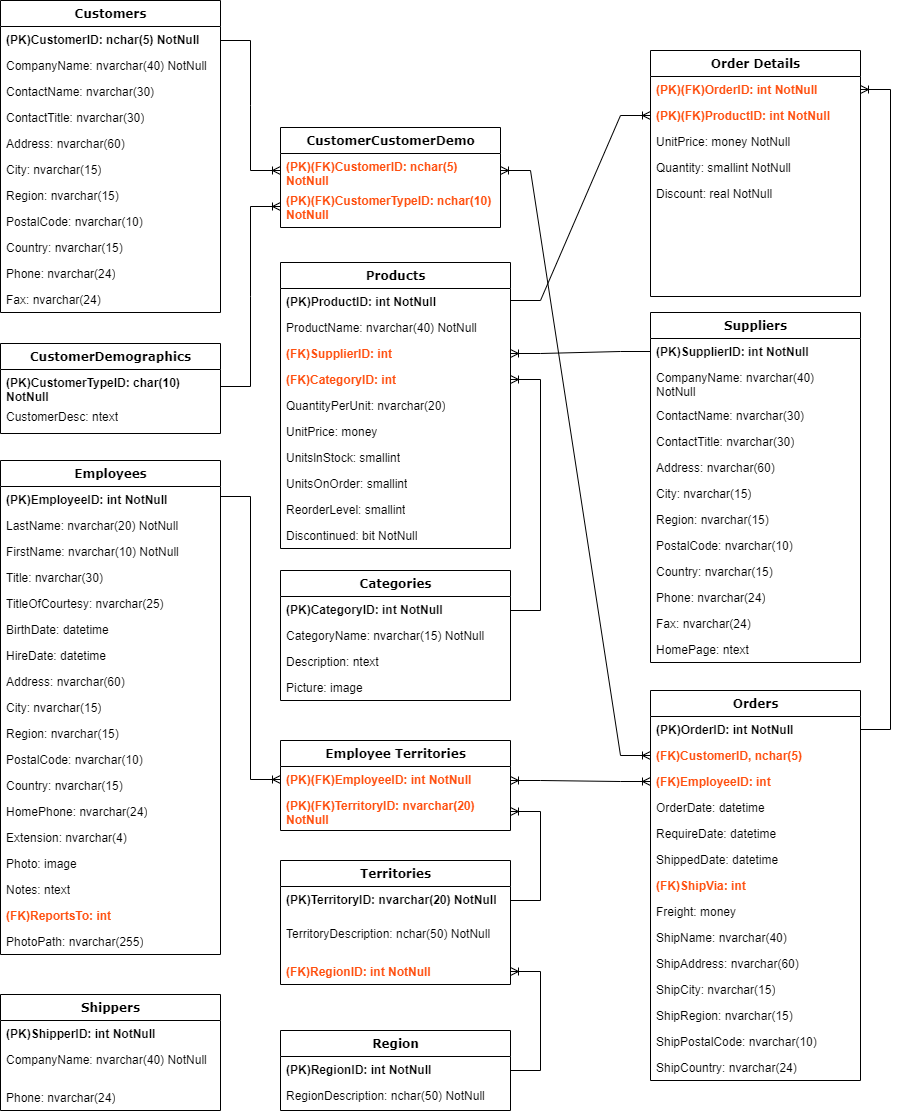 Customers
(PK)CustomerID: nchar(5) NotNull
CompanyName: nvarchar(40) NotNull
ContactName: nvarchar(30)
ContactTitle: nvarchar(30)
Address: nvarchar(60)
City: nvarchar(15)
Region: nvarchar(15)
PostalCode: nvarchar(10)
Country: nvarchar(15)
Phone: nvarchar(24)
Fax: nvarchar(24)
CustomerDemographics
(PK)CustomerTypeID: char(10)
NotNull
CustomerDesc: ntext
Employees
(PK)EmployeeID: int NotNull
LastName: nvarchar(20) NotNull
FirstName: nvarchar(10) NotNull
Title: nvarchar(30)
TitleOfCourtesy: nvarchar(25)
BirthDate: datetime
HireDate: datetime
Address: nvarchar(60)
City: nvarchar(15)
Region: nvarchar(15)
PostalCode: nvarchar(10)
Country: nvarchar(15)
HomePhone: nvarchar(24)
Extension: nvarchar(4)
Photo: image
Notes: ntext
(FK)ReportsTo: int
PhotoPath: nvarchar(255)
Shippers
(PK)ShipperID: int NotNull
CompanyName: nvarchar(40) NotNull
Phone: nvarchar(24)
CustomerCustomerDemo
(PK)(FK)CustomerID: nchar(5)
NotNull
(PK)(FK)CustomerTypeID: nchar(10)
NotNull
Products
(PK)ProductID: int NotNull
ProductName: nvarchar(40) NotNull
(FK)SupplierID: int
(FK)CategoryID: int
QuantityPerUnit: nvarchar(20)
UnitPrice: money
UnitsInStock: smallint
UnitsOnOrder: smallint
ReorderLevel: smallint
Discontinued: bit NotNull
Categories
(PK)CategoryID: int NotNull
CategoryName: nvarchar(15) NotNull
Description: ntext
Picture: image
Employee Territories
(PK)(FK)EmployeeID: int NotNull
(PK)(FK)TerritoryID: nvarchar(20)
NotNull
Territories
(PK)TerritoryID: nvarchar(20) NotNull
TerritoryDescription: nchar(50) NotNull
(FK)RegionID: int NotNull
Region
(PK)RegionID: int NotNull
RegionDescription: nchar(50) NotNull
Order Details
(PK)(FK)OrderID: int NotNull
(PK)(FK)ProductID: int NotNull
UnitPrice: money NotNull
Quantity: smallint NotNull
Discount: real NotNull
Suppliers
(PK)SupplierID: int NotNull
CompanyName: nvarchar(40)
NotNull
ContactName: nvarchar(30)
ContactTitle: nvarchar(30)
Address: nvarchar(60)
City: nvarchar(15)
Region: nvarchar(15)
PostalCode: nvarchar(10)
Country: nvarchar(15)
Phone: nvarchar(24)
Fax: nvarchar(24)
HomePage: ntext
Orders
(PK)OrderID: int NotNull
(FK)CustomerID, nchar(5)
(FK)EmployeeID: int
OrderDate: datetime
RequireDate: datetime
ShippedDate: datetime
(FK)ShipVia: int
Freight: money
ShipName: nvarchar(40)
ShipAddress: nvarchar(60)
ShipCity: nvarchar(15)
ShipRegion: nvarchar(15)
ShipPostalCode: nvarchar(10)
ShipCountry: nvarchar(24)